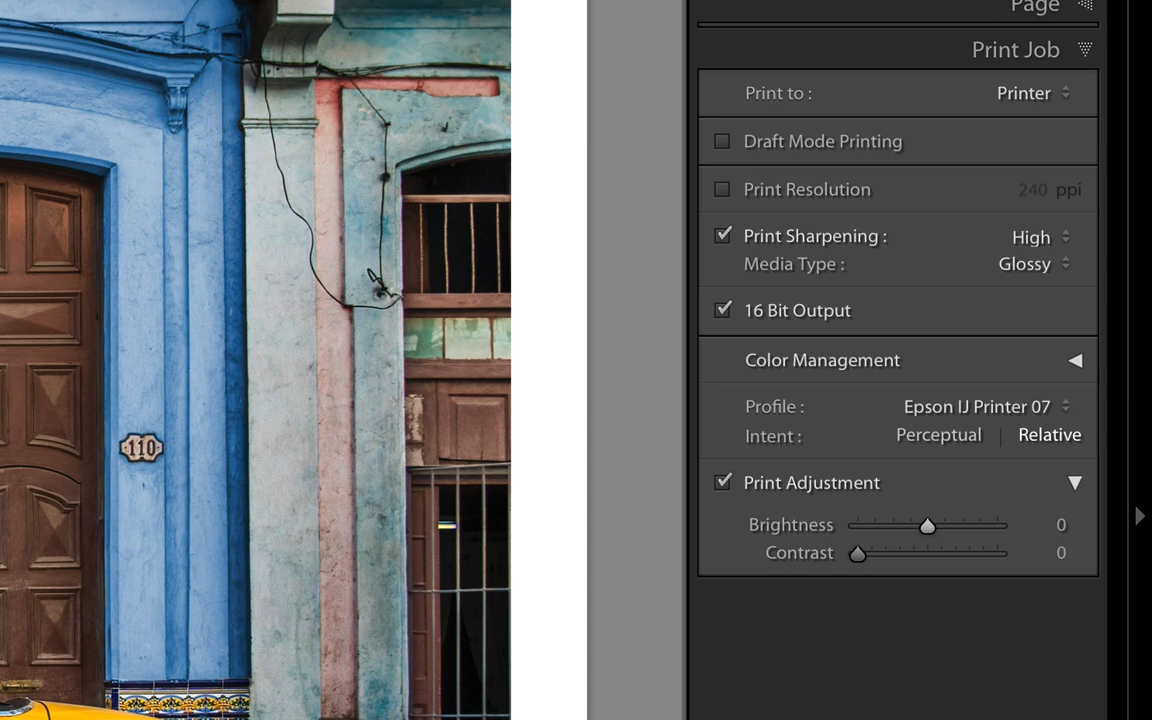 Page
Print Job
Print to : Printer
Draft Mode Printing
Print Resolution 240 ppi
Print Sharpening : High
Media Type : Glossy
16 Bit Output
Color Management
Profile : Epson IJ Printer 07
Intent : Perceptual | Relative
Print Adjustment
Brightness 0
Contrast 0
110